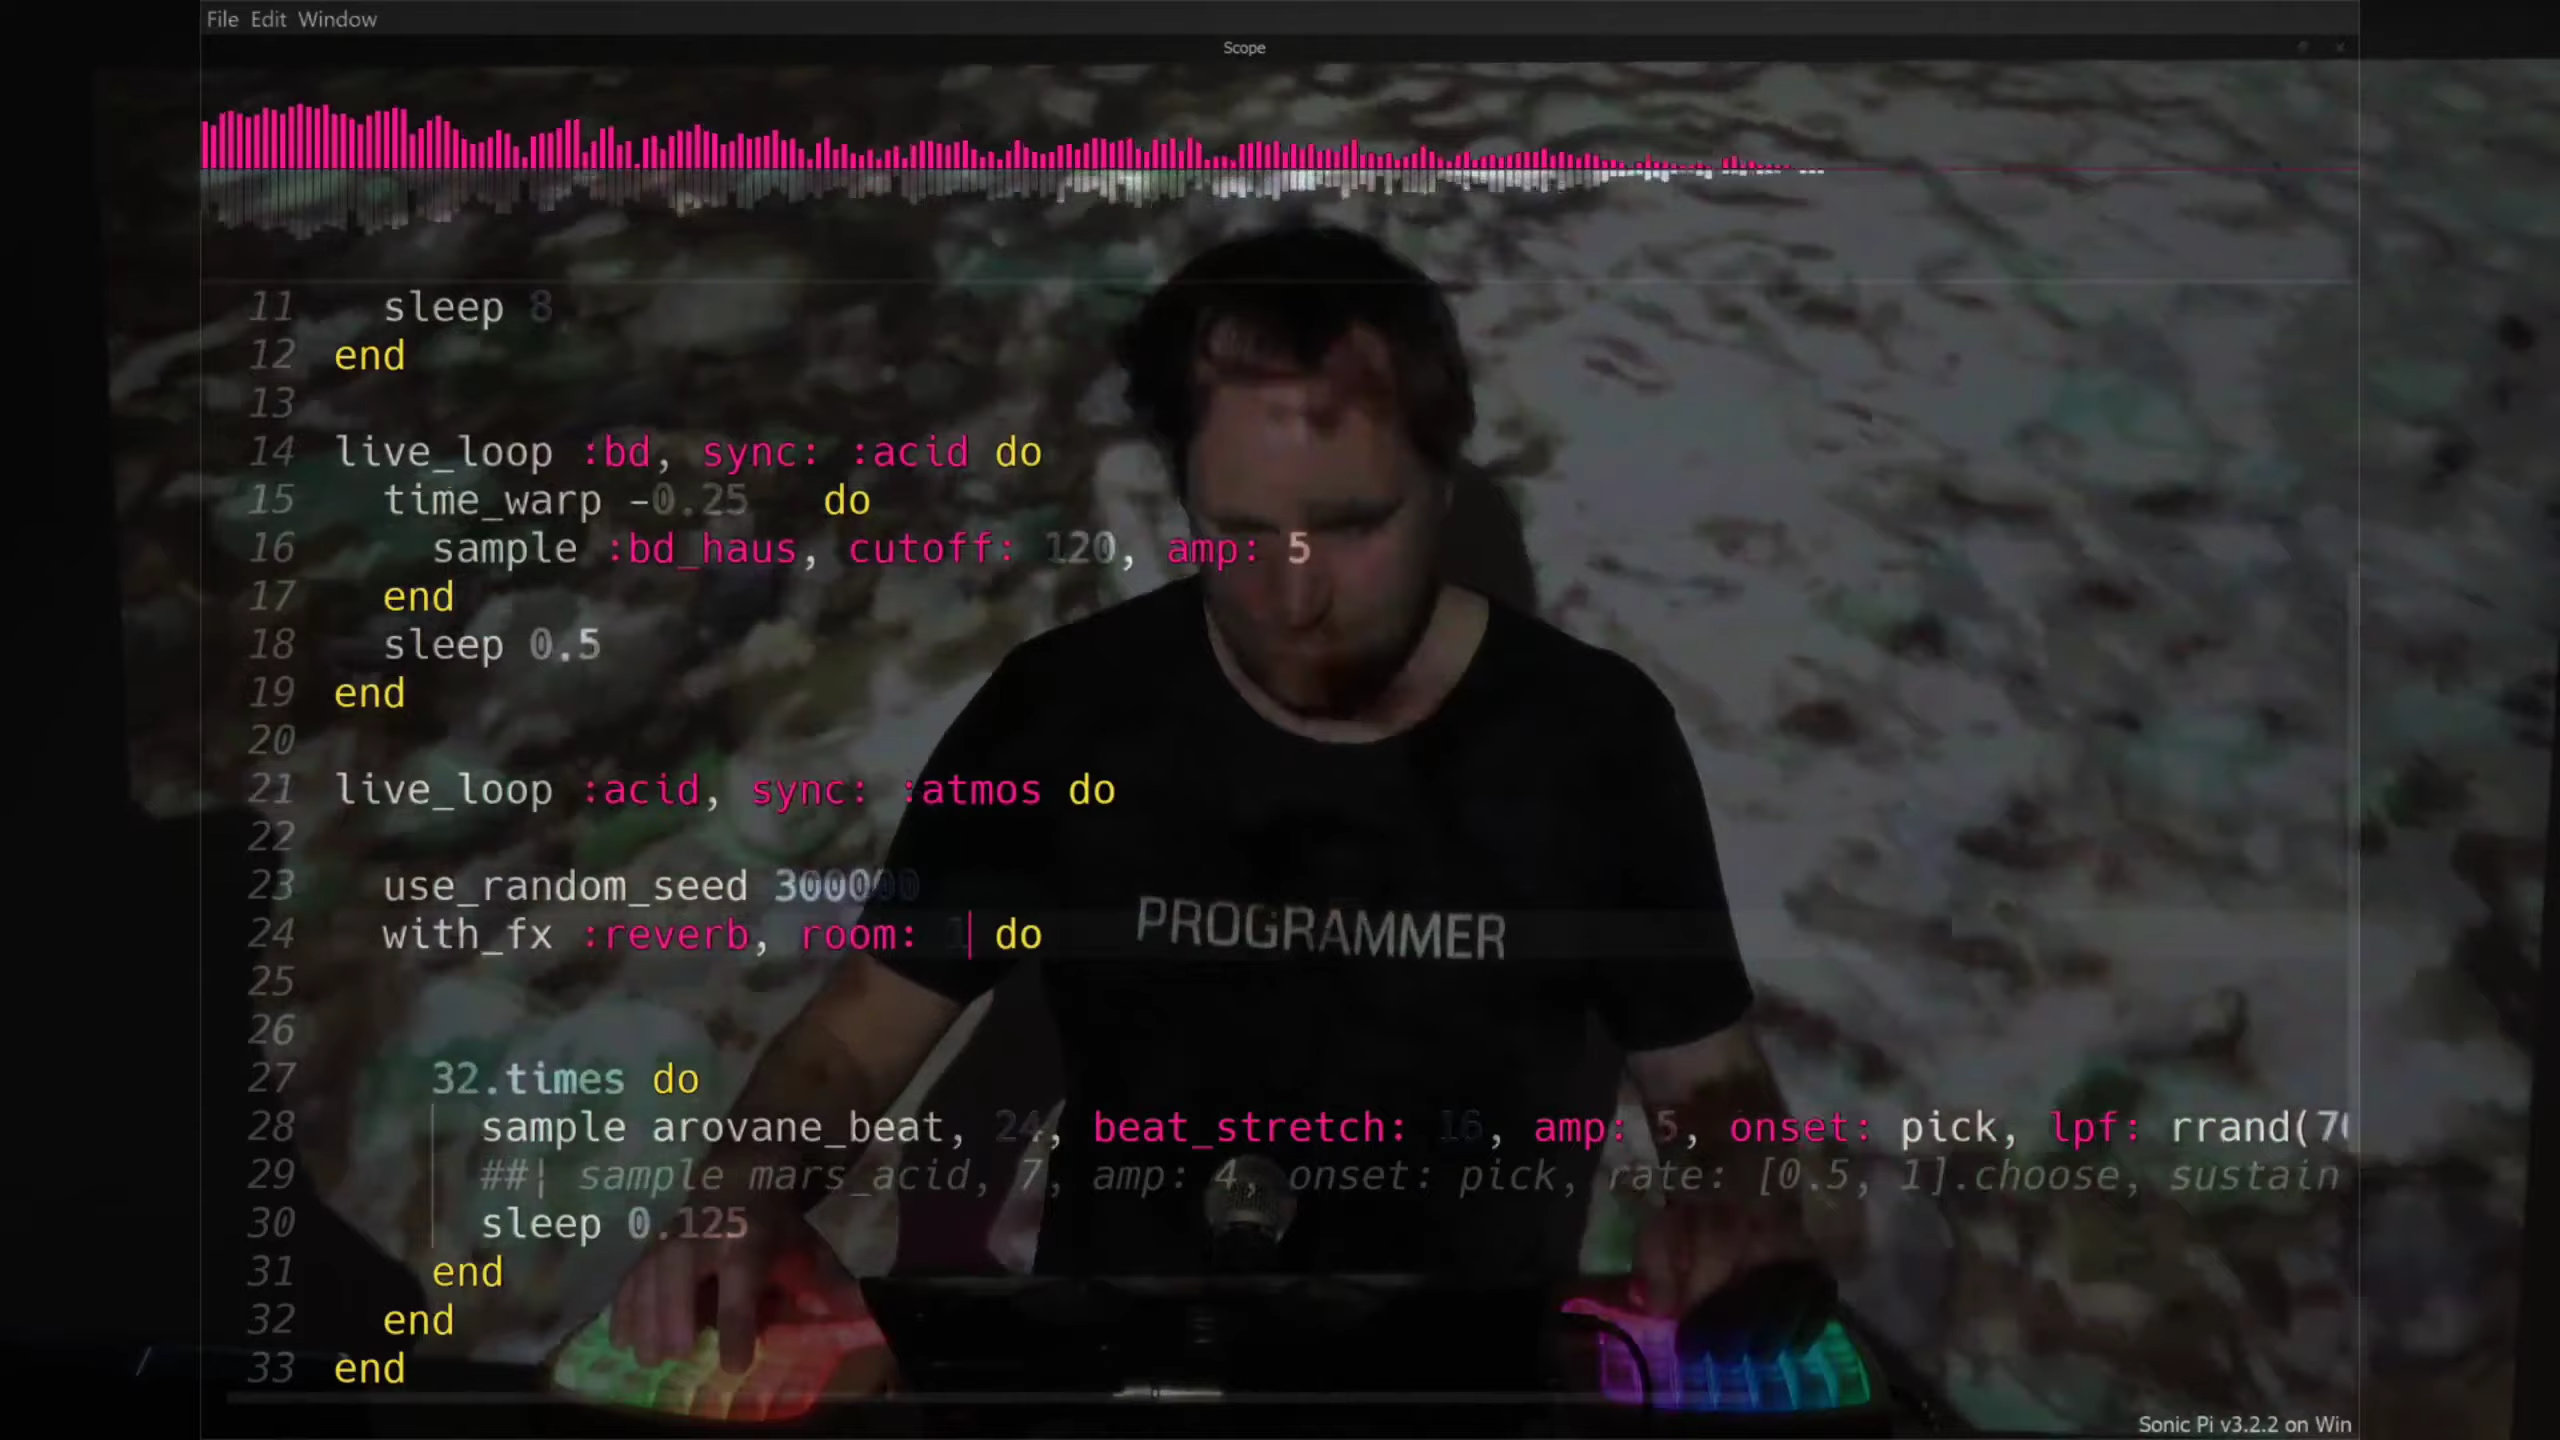 File Edit Window
Scope
11 sleep 8
12 end
13
14 live_loop :bd, sync: :acid do
15 time_warp -0.25 do
16 sample :bd_haus, cutoff: 120, amp: 5
17 end
18 sleep 0.5
19 end
20
21 live_loop :acid, sync: :atmos do
22
23 use_random_seed 300000
24 with_fx :reverb, room: 1 do
PROGRAMMER
25
26
27 32.times do
28 sample arovane_beat, 24, beat_stretch: 16, amp: 5, onset: pick, lpf: rrand(70
29 ##| sample mars_acid, 7, amp: 4, onset: pick, rate: [0.5, 1].choose, sustain
30 sleep 0.125
31 end
32 end
33 end
Sonic Pi v3.2.2 on Win